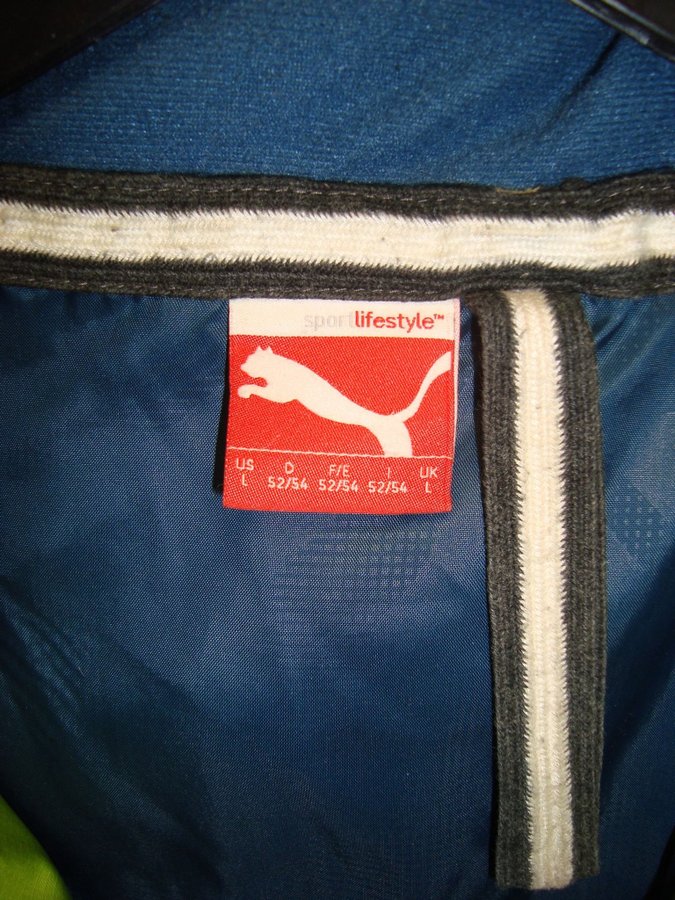 sportlifestyle™
US D F/E I UK
L 52/54 52/54 52/54 L